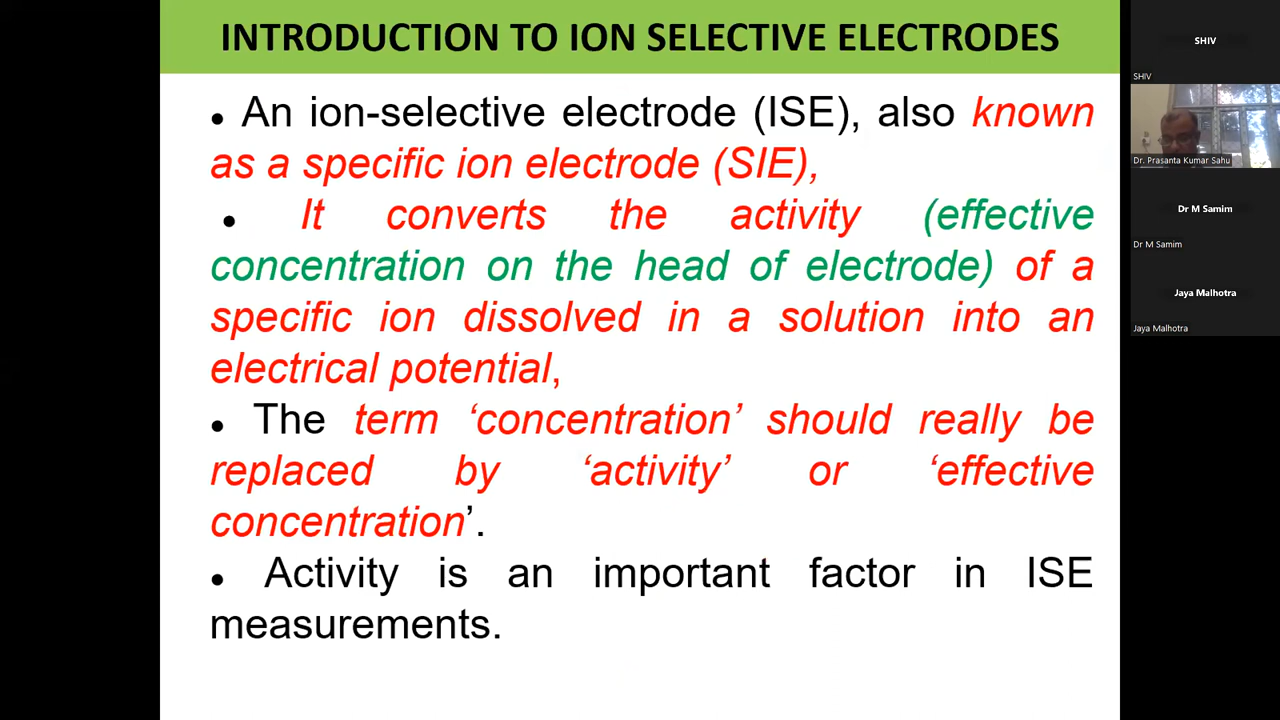 INTRODUCTION TO ION SELECTIVE ELECTRODES
• An ion-selective electrode (ISE), also known
as a specific ion electrode (SIE),
• It converts the activity (effective
concentration on the head of electrode) of a
specific ion dissolved in a solution into an
electrical potential,
• The term ‘concentration’ should really be
replaced by ‘activity’ or ‘effective
concentration’.
• Activity is an important factor in ISE
measurements.
SHIV
SHIV
Dr. Prasanta Kumar Sahu
Dr M Samim
Dr M Samim
Jaya Malhotra
Jaya Malhotra